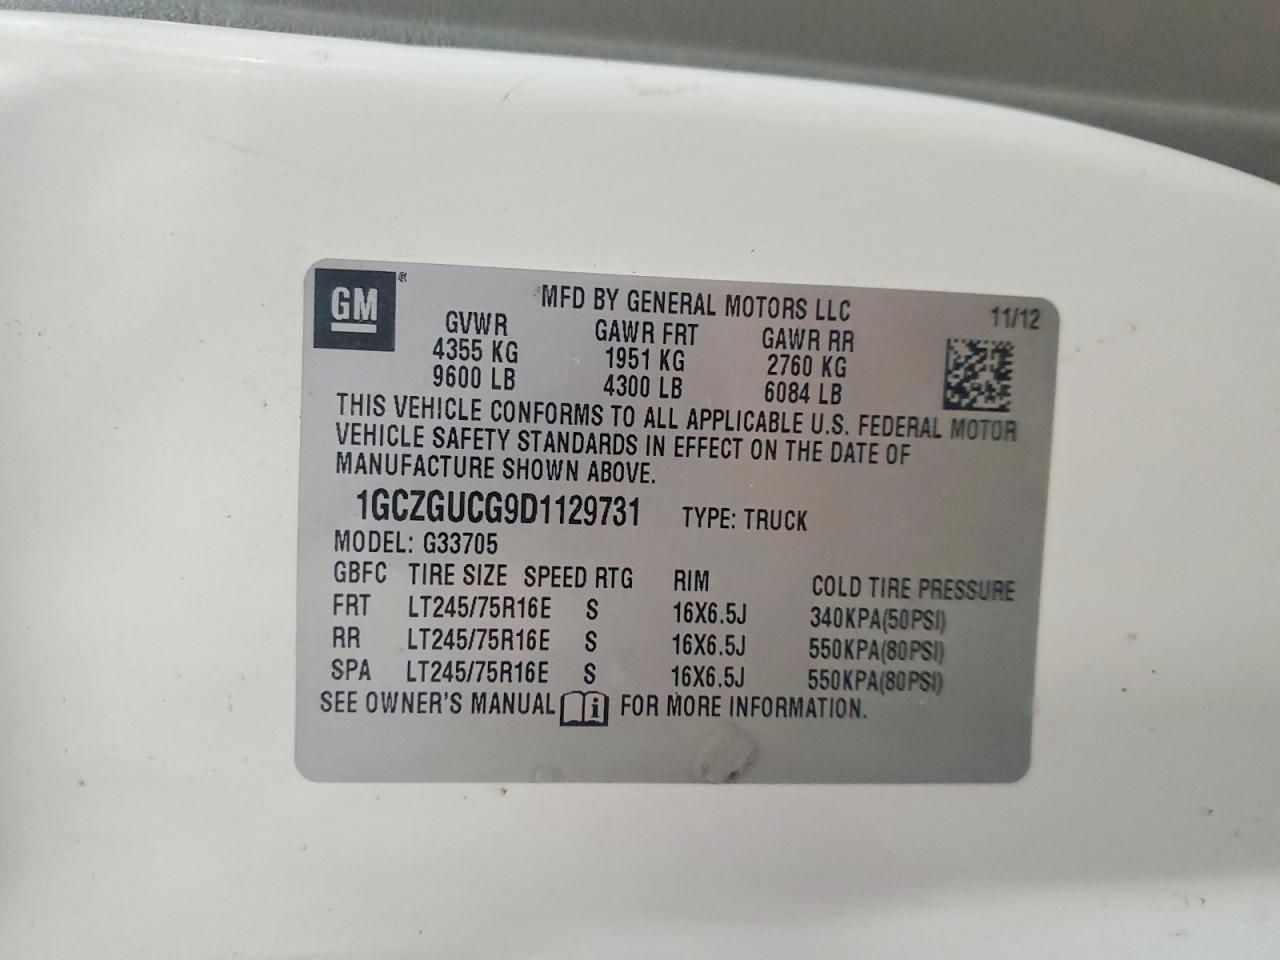 GM ®
MFD BY GENERAL MOTORS LLC 11/12
GVWR GAWR FRT GAWR RR
4355 KG 1951 KG 2760 KG
9600 LB 4300 LB 6084 LB
THIS VEHICLE CONFORMS TO ALL APPLICABLE U.S. FEDERAL MOTOR
VEHICLE SAFETY STANDARDS IN EFFECT ON THE DATE OF
MANUFACTURE SHOWN ABOVE.
1GCZGUCG9D1129731 TYPE: TRUCK
MODEL: G33705
GBFC TIRE SIZE SPEED RTG RIM COLD TIRE PRESSURE
FRT LT245/75R16E S 16X6.5J 340KPA(50PSI)
RR LT245/75R16E S 16X6.5J 550KPA(80PSI)
SPA LT245/75R16E S 16X6.5J 550KPA(80PSI)
SEE OWNER'S MANUAL i FOR MORE INFORMATION.